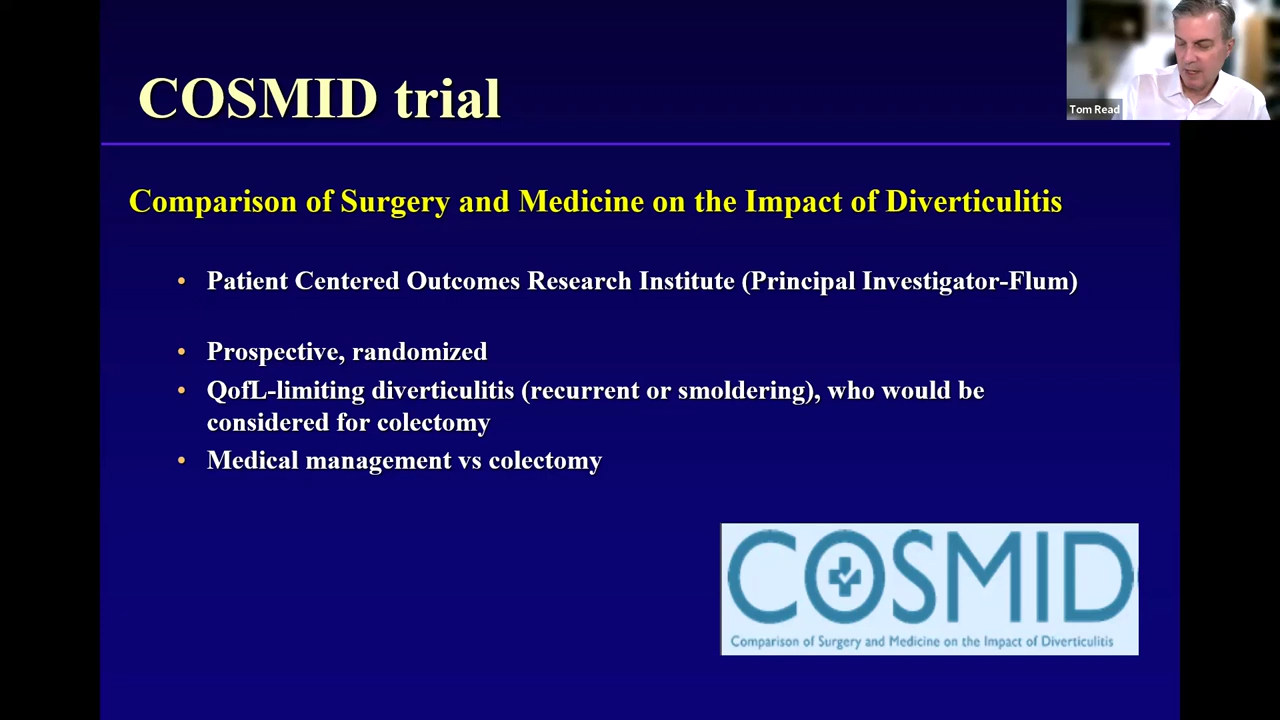 COSMID trial
Tom Read
Comparison of Surgery and Medicine on the Impact of Diverticulitis
• Patient Centered Outcomes Research Institute (Principal Investigator-Flum)
• Prospective, randomized
• QofL-limiting diverticulitis (recurrent or smoldering), who would be
considered for colectomy
• Medical management vs colectomy
COSMID
Comparison of Surgery and Medicine on the Impact of Diverticulitis